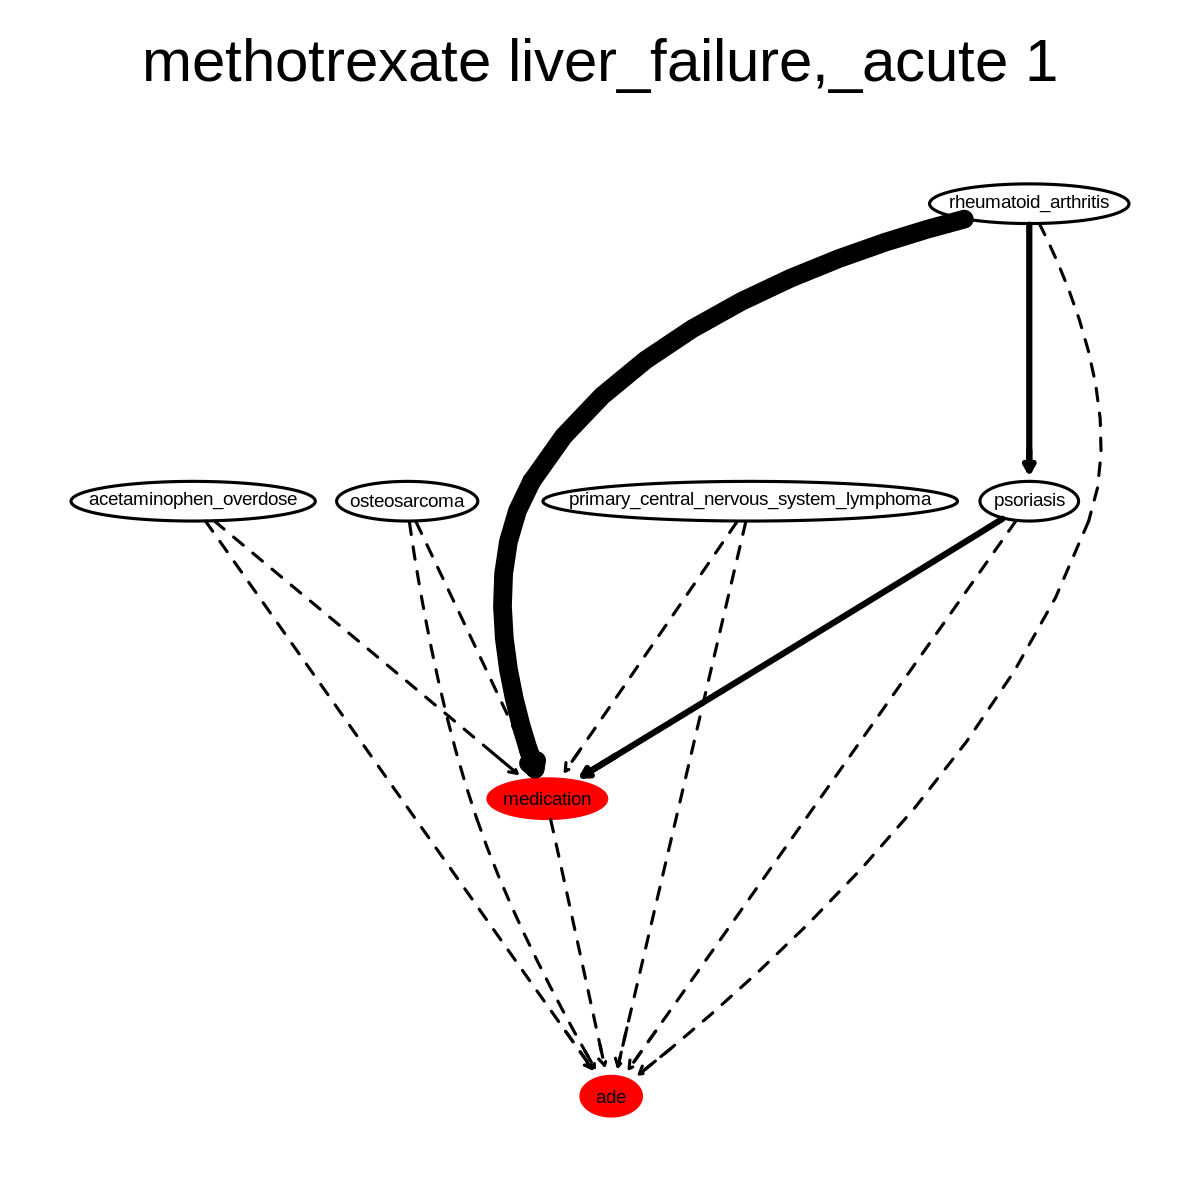 methotrexate liver_failure,_acute 1
rheumatoid_arthritis
acetaminophen_overdose
osteosarcoma
primary_central_nervous_system_lymphoma
psoriasis
medication
ade